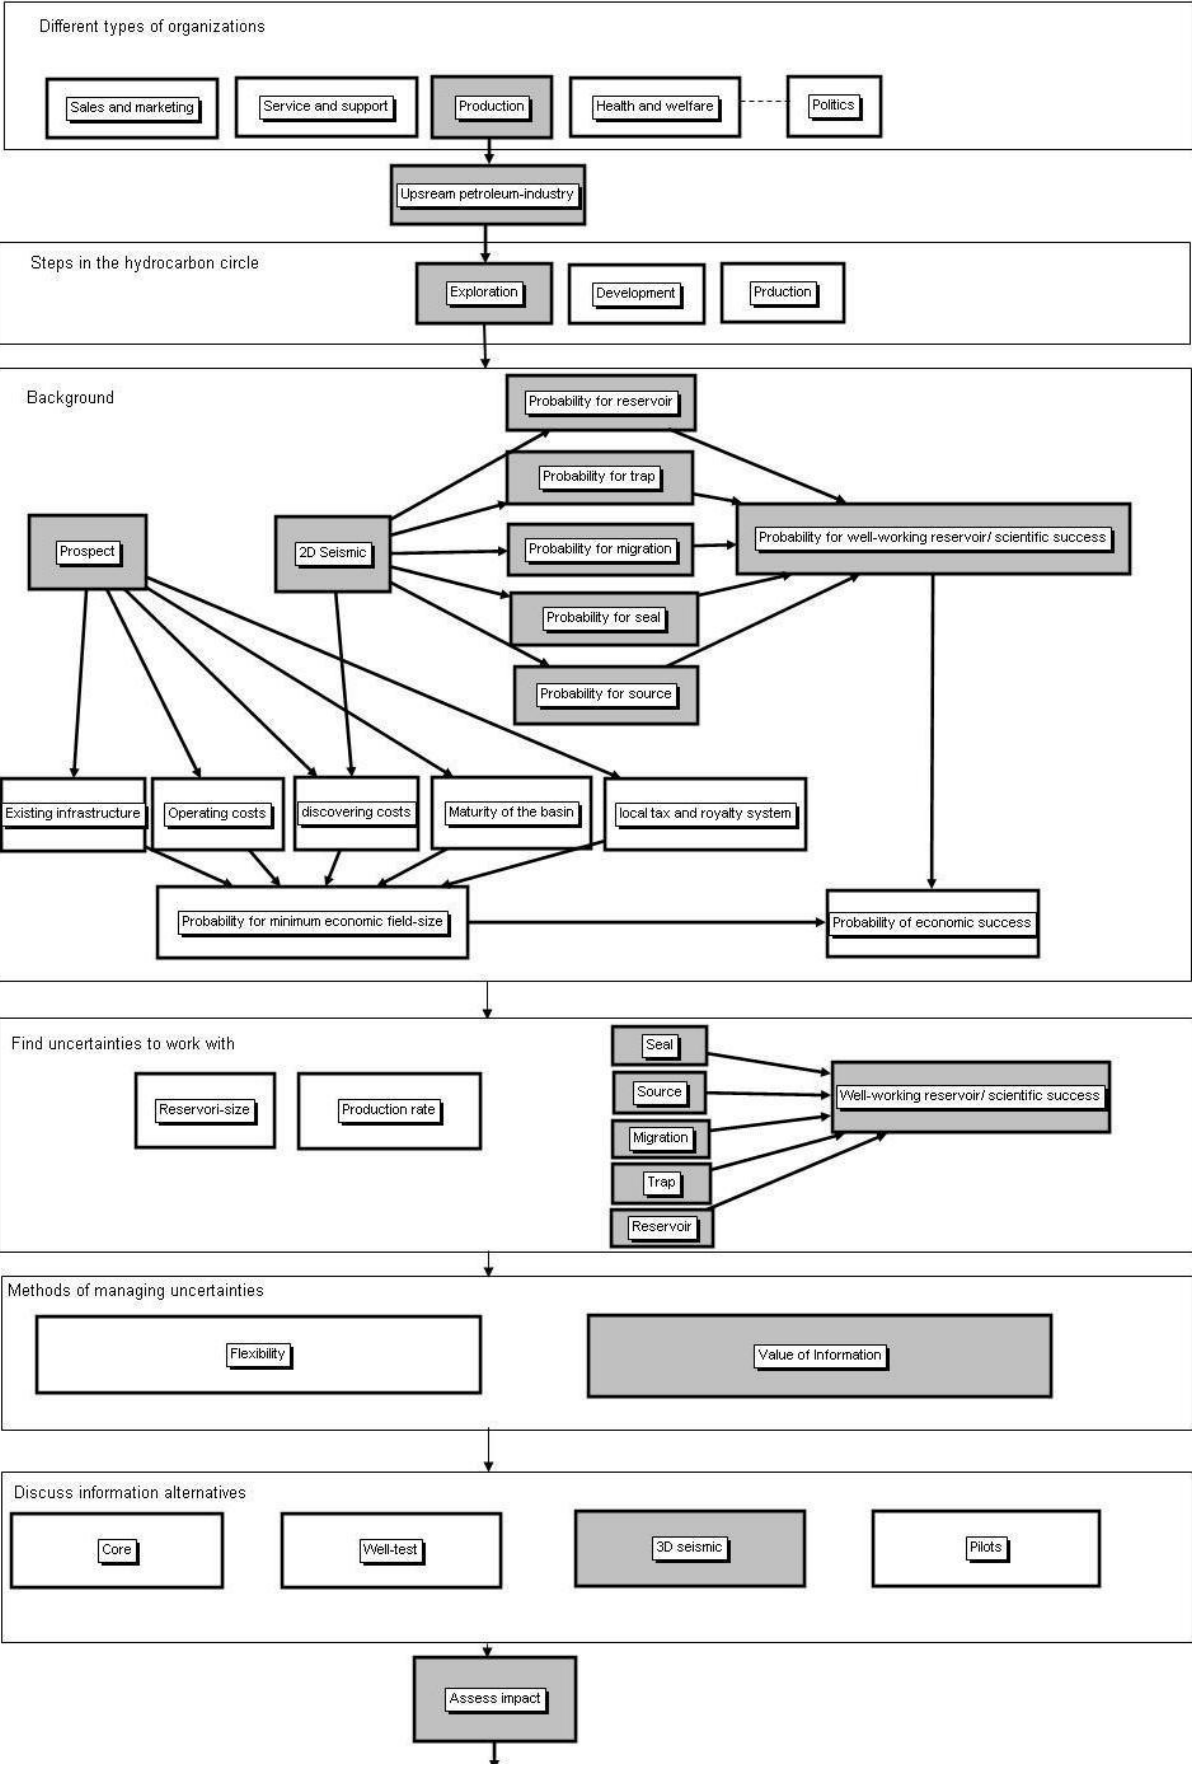 Different types of organizations
Sales and marketing
Service and support
Production
Health and welfare
Politics
Upsream petroleum-industry
Steps in the hydrocarbon circle
Exploration
Development
Prduction
Background
Probability for reservoir
Probability for trap
Prospect
2D Seismic
Probability for migration
Probability for well-working reservoir/ scientific success
Probability for seal
Probability for source
Existing infrastructure
Operating costs
discovering costs
Maturity of the basin
local tax and royalty system
Probability for minimum economic field-size
Probability of economic success
Find uncertainties to work with
Reservori-size
Production rate
Seal
Source
Migration
Trap
Reservoir
Well-working reservoir/ scientific success
Methods of managing uncertainties
Flexibility
Value of Information
Discuss information alternatives
Core
Well-test
3D seismic
Pilots
Assess impact